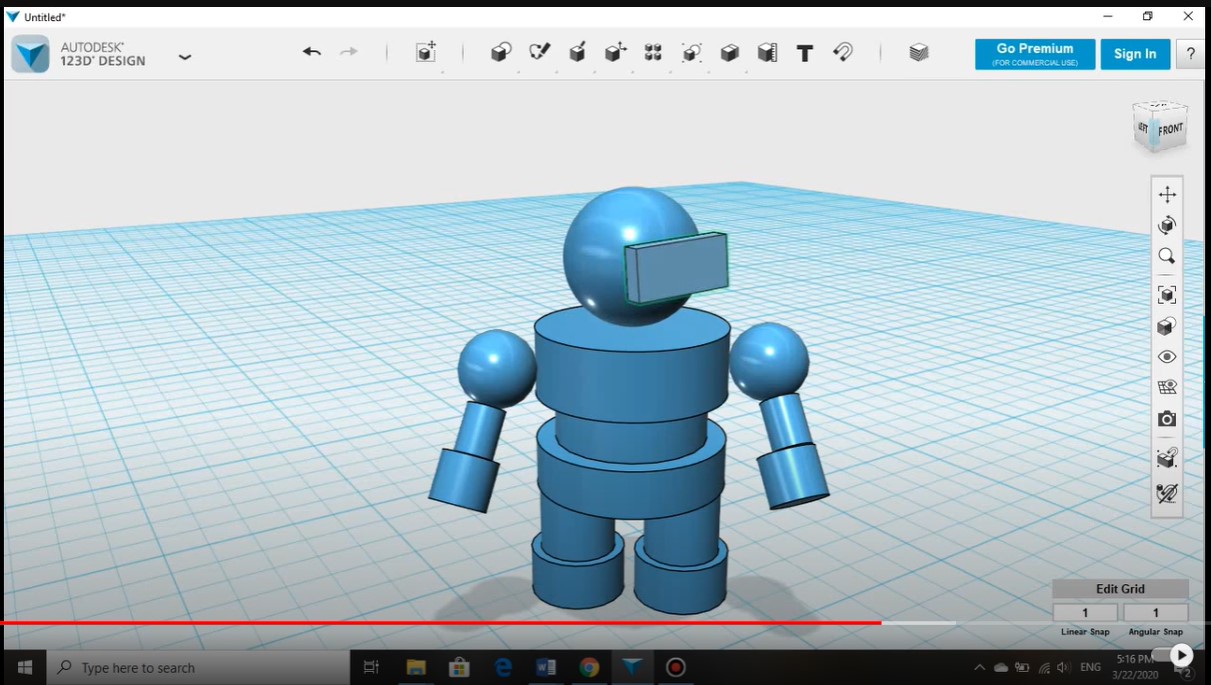 Untitled*
AUTODESK®
123D® DESIGN
T
Go Premium
(FOR COMMERCIAL USE)
Sign In
?
LEFT
FRONT
Edit Grid
1
1
Linear Snap
Angular Snap
Type here to search
ENG
5:16 PM
3/22/2020
2